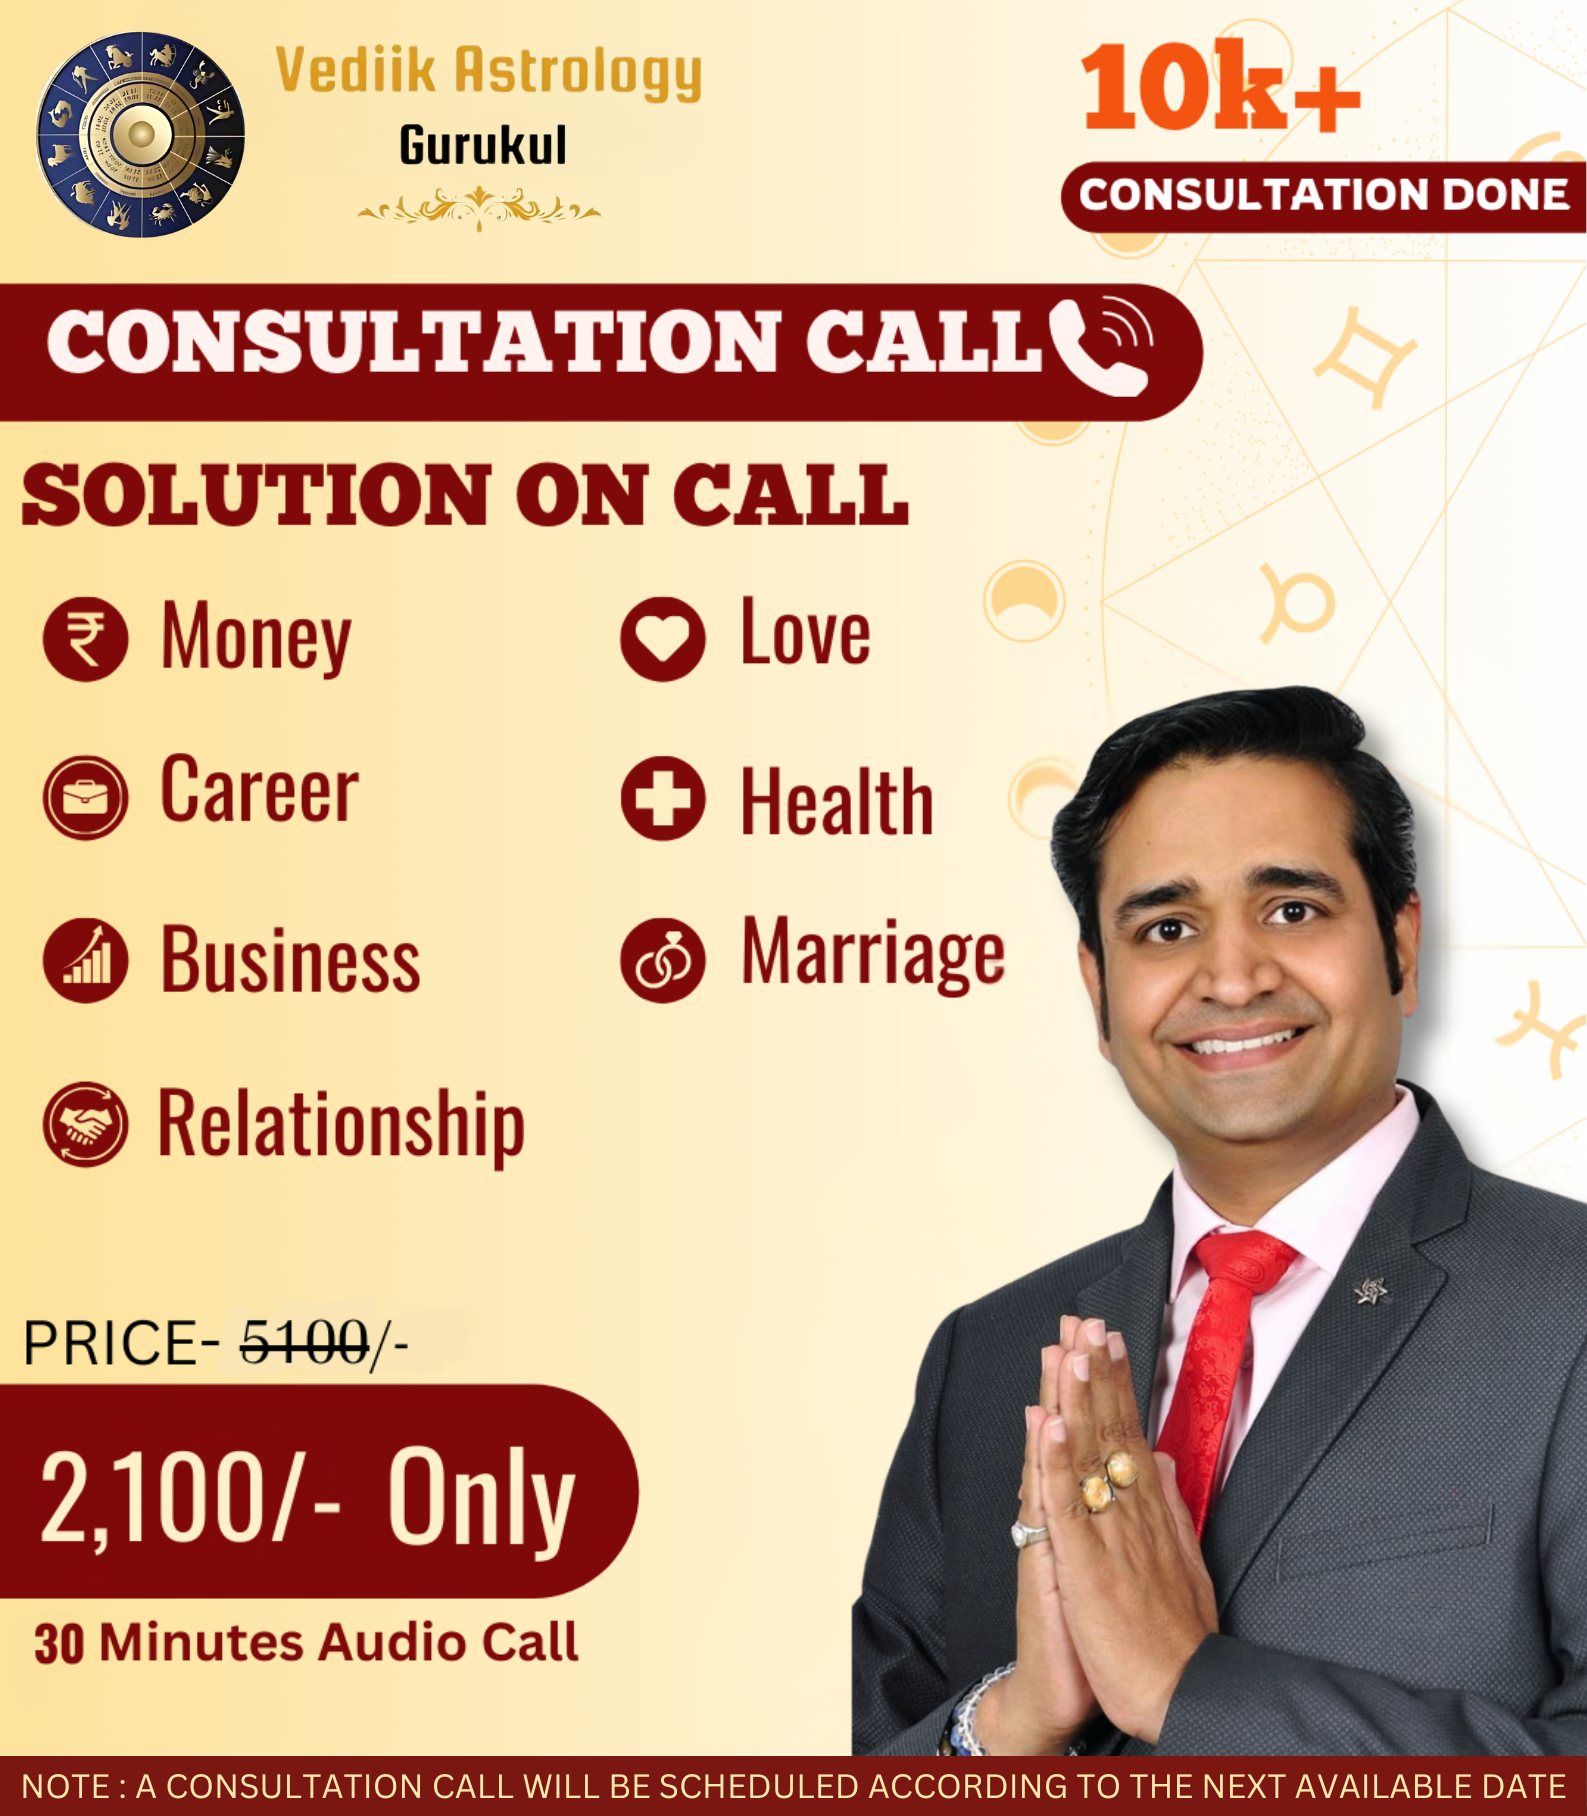 Vediik Astrology
Gurukul
10k+
CONSULTATION DONE
CONSULTATION CALL
SOLUTION ON CALL
Money
Love
Career
Health
Business
Marriage
Relationship
PRICE- 5100/-
2,100/- Only
30 Minutes Audio Call
NOTE : A CONSULTATION CALL WILL BE SCHEDULED ACCORDING TO THE NEXT AVAILABLE DATE